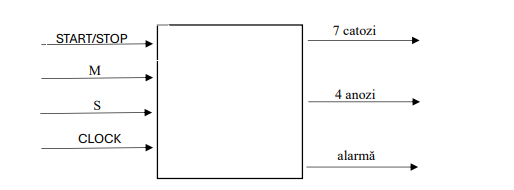 START/STOP
M
S
CLOCK
7 catozi
4 anozi
alarmă